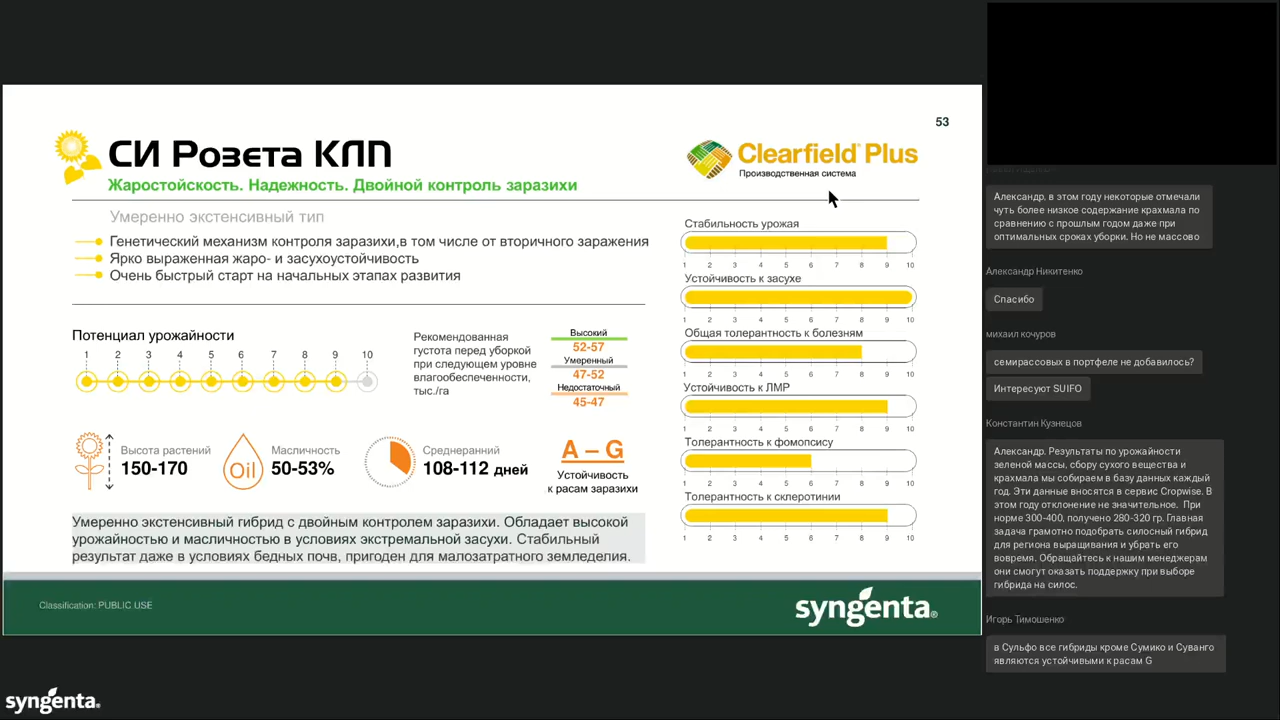 53
СИ Розета КЛП
Жаростойскость. Надежность. Двойной контроль заразихи
Clearfield® Plus
Производственная система
Умеренно экстенсивный тип
Генетический механизм контроля заразихи,в том числе от вторичного заражения
Ярко выраженная жаро- и засухоустойчивость
Очень быстрый старт на начальных этапах развития
Потенциал урожайности
1 2 3 4 5 6 7 8 9 10
Рекомендованная
густота перед уборкой
при следующем уровне
влагообеспеченности,
тыс./га
Высокий
52-57
Умеренный
47-52
Недостаточный
45-47
Высота растений
150-170
Oil
Масличность
50-53%
Среднеранний
108-112 дней
A – G
Устойчивость
к расам заразихи
Умеренно экстенсивный гибрид с двойным контролем заразихи. Обладает высокой
урожайностью и масличностью в условиях экстремальной засухи. Стабильный
результат даже в условиях бедных почв, пригоден для малозатратного земледелия.
Стабильность урожая
1 2 3 4 5 6 7 8 9 10
Устойчивость к засухе
1 2 3 4 5 6 7 8 9 10
Общая толерантность к болезням
1 2 3 4 5 6 7 8 9 10
Устойчивость к ЛМР
1 2 3 4 5 6 7 8 9 10
Толерантность к фомопсису
1 2 3 4 5 6 7 8 9 10
Толерантность к склеротинии
1 2 3 4 5 6 7 8 9 10
Classification: PUBLIC USE
syngenta®
syngenta.
Александр, в этом году некоторые отмечали
чуть более низкое содержание крахмала по
сравнению с прошлым годом даже при
оптимальных сроках уборки. Но не массово
Александр Никитенко
Спасибо
михаил кочуров
семирассовых в портфеле не добавилось?
Интересуют SUIFO
Константин Кузнецов
Александр. Результаты по урожайности
зеленой массы, сбору сухого вещества и
крахмала мы собираем в базу данных каждый
год. Эти данные вносятся в сервис Cropwise. В
этом году отклонение не значительное. При
норме 300-400, получено 280-320 гр. Главная
задача грамотно подобрать силосный гибрид
для региона выращивания и убрать его
вовремя. Обращайтесь к нашим менеджерам
они смогут оказать поддержку при выборе
гибрида на силос.
Игорь Тимошенко
в Сульфо все гибриды кроме Сумико и Суванго
являются устойчивыми к расам G